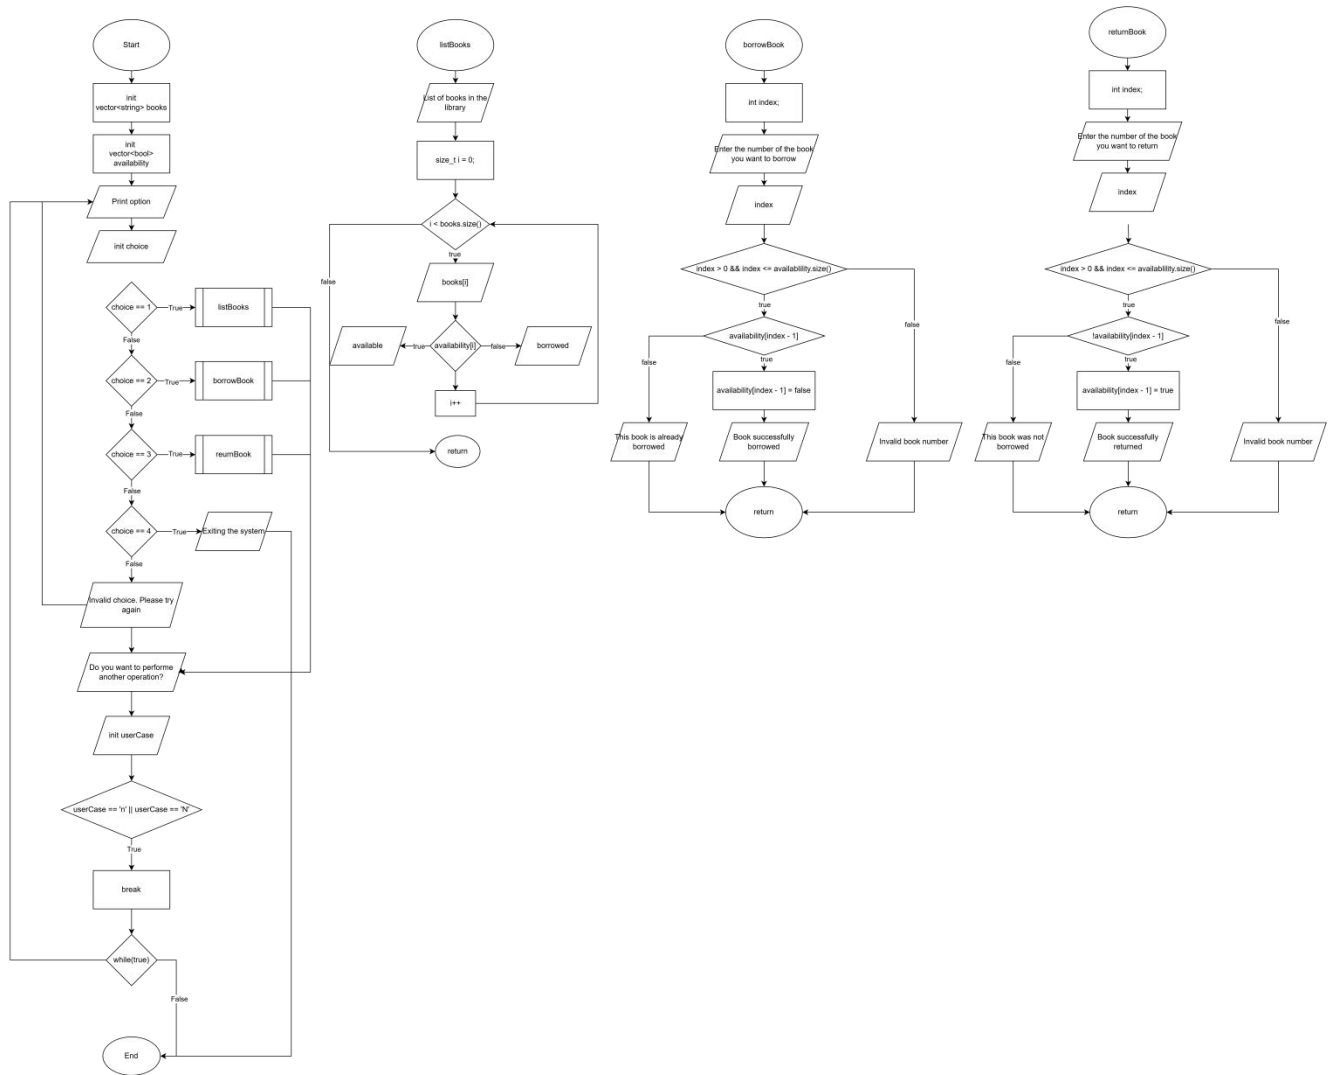 Start
init
vector<string> books
init
vector<bool>
availability
Print option
init choice
choice == 1
True
listBooks
False
choice == 2
True
borrowBook
False
choice == 3
True
reurnBook
False
choice == 4
True
Exiting the system
False
Invalid choice. Please try
again
Do you want to performe
another operation?
init userCase
userCase == 'n' || userCase == 'N'
True
break
while(true)
False
End
listBooks
List of books in the
library
size_t i = 0;
i < books.size()
true
false
books[i]
availability[i]
true
available
false
borrowed
i++
return
borrowBook
int index;
Enter the number of the book
you want to borrow
index
index > 0 && index <= availablility.size()
true
false
availability[index - 1]
false
true
availability[index - 1] = false
This book is already
borrowed
Book successfully
borrowed
Invalid book number
return
returnBook
int index;
Enter the number of the book
you want to return
index
index > 0 && index <= availablility.size()
true
false
!availability[index - 1]
false
true
availability[index - 1] = true
This book was not
borrowed
Book successfully
returned
Invalid book number
return